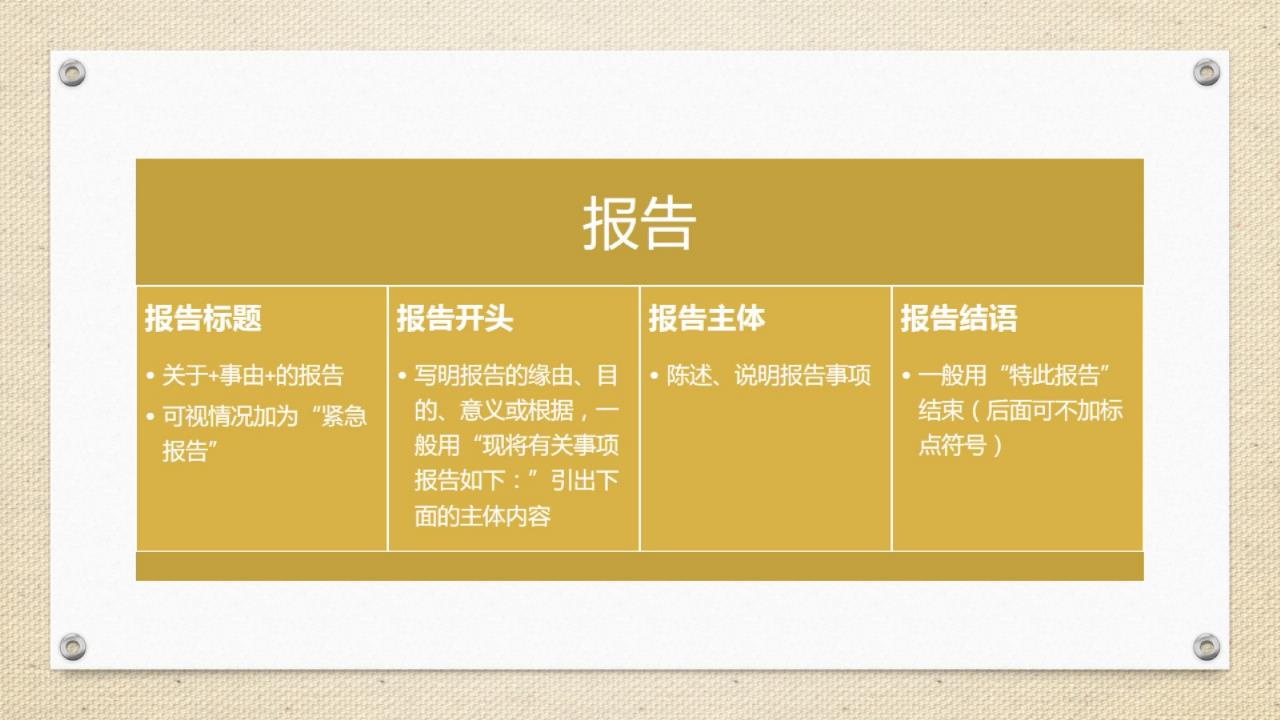 报告
报告标题
• 关于+事由+的报告
• 可视情况加为“紧急
报告”
报告开头
• 写明报告的缘由、目
的、意义或根据，一
般用“现将有关事项
报告如下：”引出下
面的主体内容
报告主体
• 陈述、说明报告事项
报告结语
• 一般用“特此报告”
结束（后面可不加标
点符号）